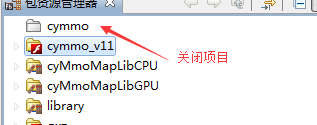 包资源管理器
cymmo
关闭项目
cymmo_v11
cyMmoMapLibCPU
cyMmoMapLibGPU
library